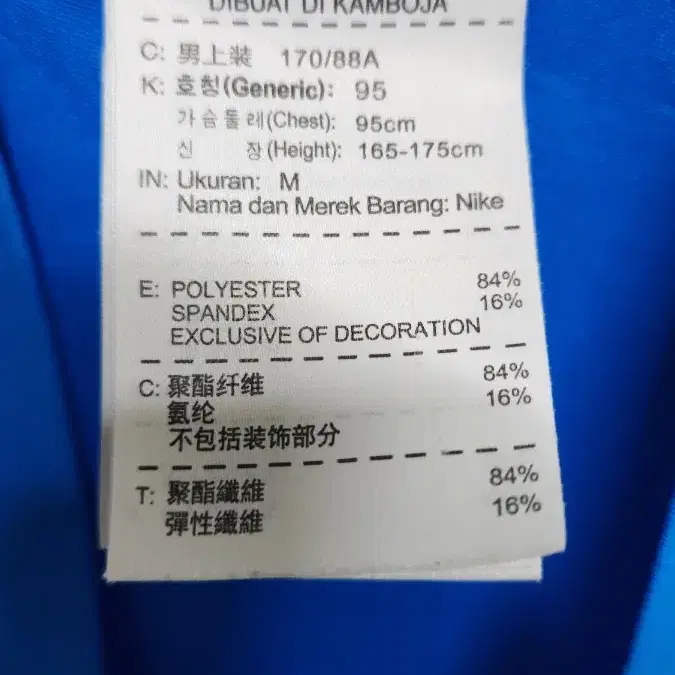 DIBUAT DI KAMBOJA
C: 男上裝 170/88A
K: 호칭(Generic): 95
가슴둘레(Chest): 95cm
신 장(Height): 165-175cm
IN: Ukuran: M
Nama dan Merek Barang: Nike
E: POLYESTER 84%
SPANDEX 16%
EXCLUSIVE OF DECORATION
C: 聚酯纤维 84%
氨纶 16%
不包括装饰部分
T: 聚酯纖維 84%
彈性纖維 16%